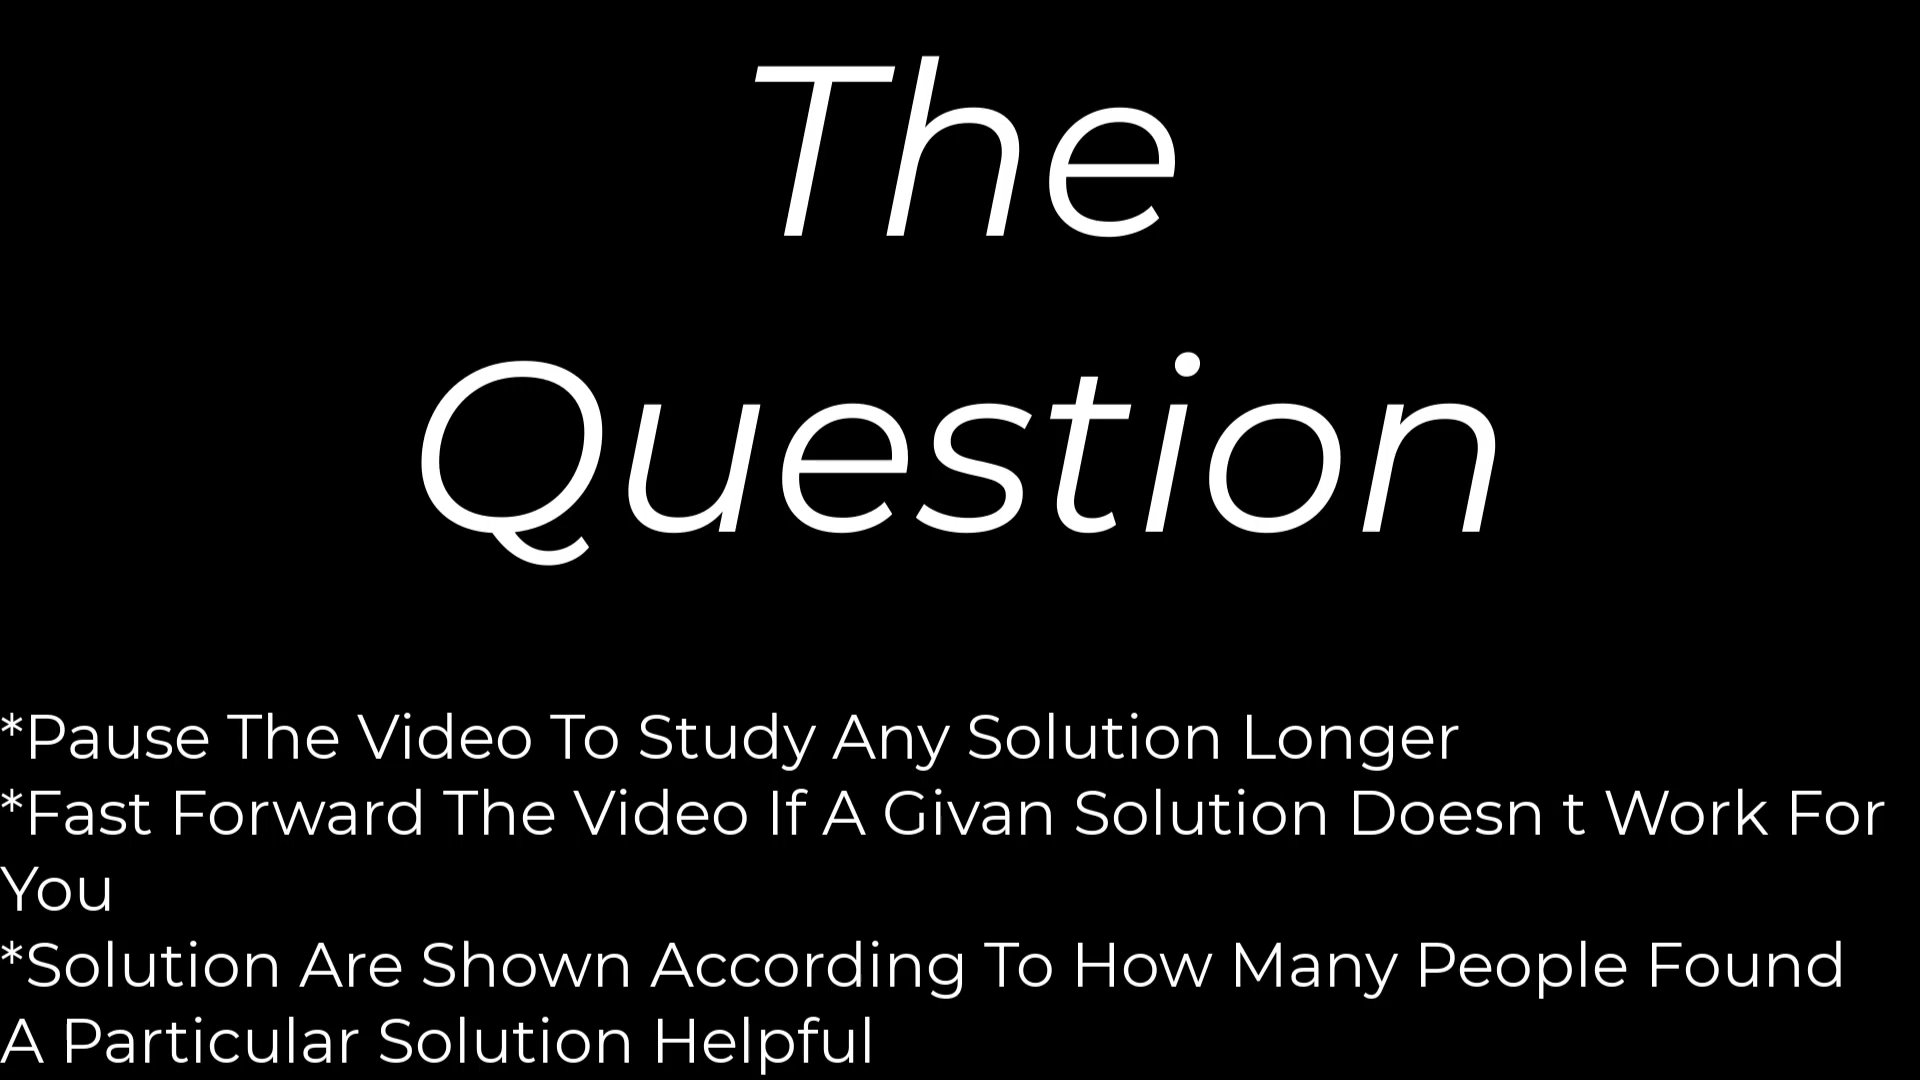 The
Question
*Pause The Video To Study Any Solution Longer
*Fast Forward The Video If A Givan Solution Doesn t Work For
You
*Solution Are Shown According To How Many People Found
A Particular Solution Helpful